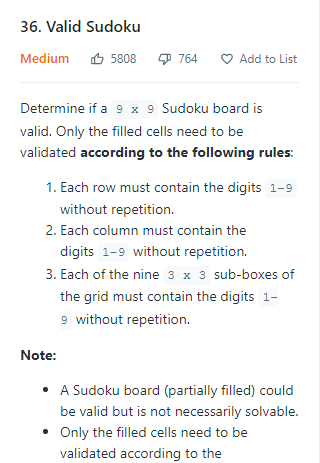 36. Valid Sudoku
Medium 5808 764 Add to List
Determine if a 9 x 9 Sudoku board is
valid. Only the filled cells need to be
validated according to the following rules:
1. Each row must contain the digits 1-9
without repetition.
2. Each column must contain the
digits 1-9 without repetition.
3. Each of the nine 3 x 3 sub-boxes of
the grid must contain the digits 1-
9 without repetition.
Note:
• A Sudoku board (partially filled) could
be valid but is not necessarily solvable.
• Only the filled cells need to be
validated according to the